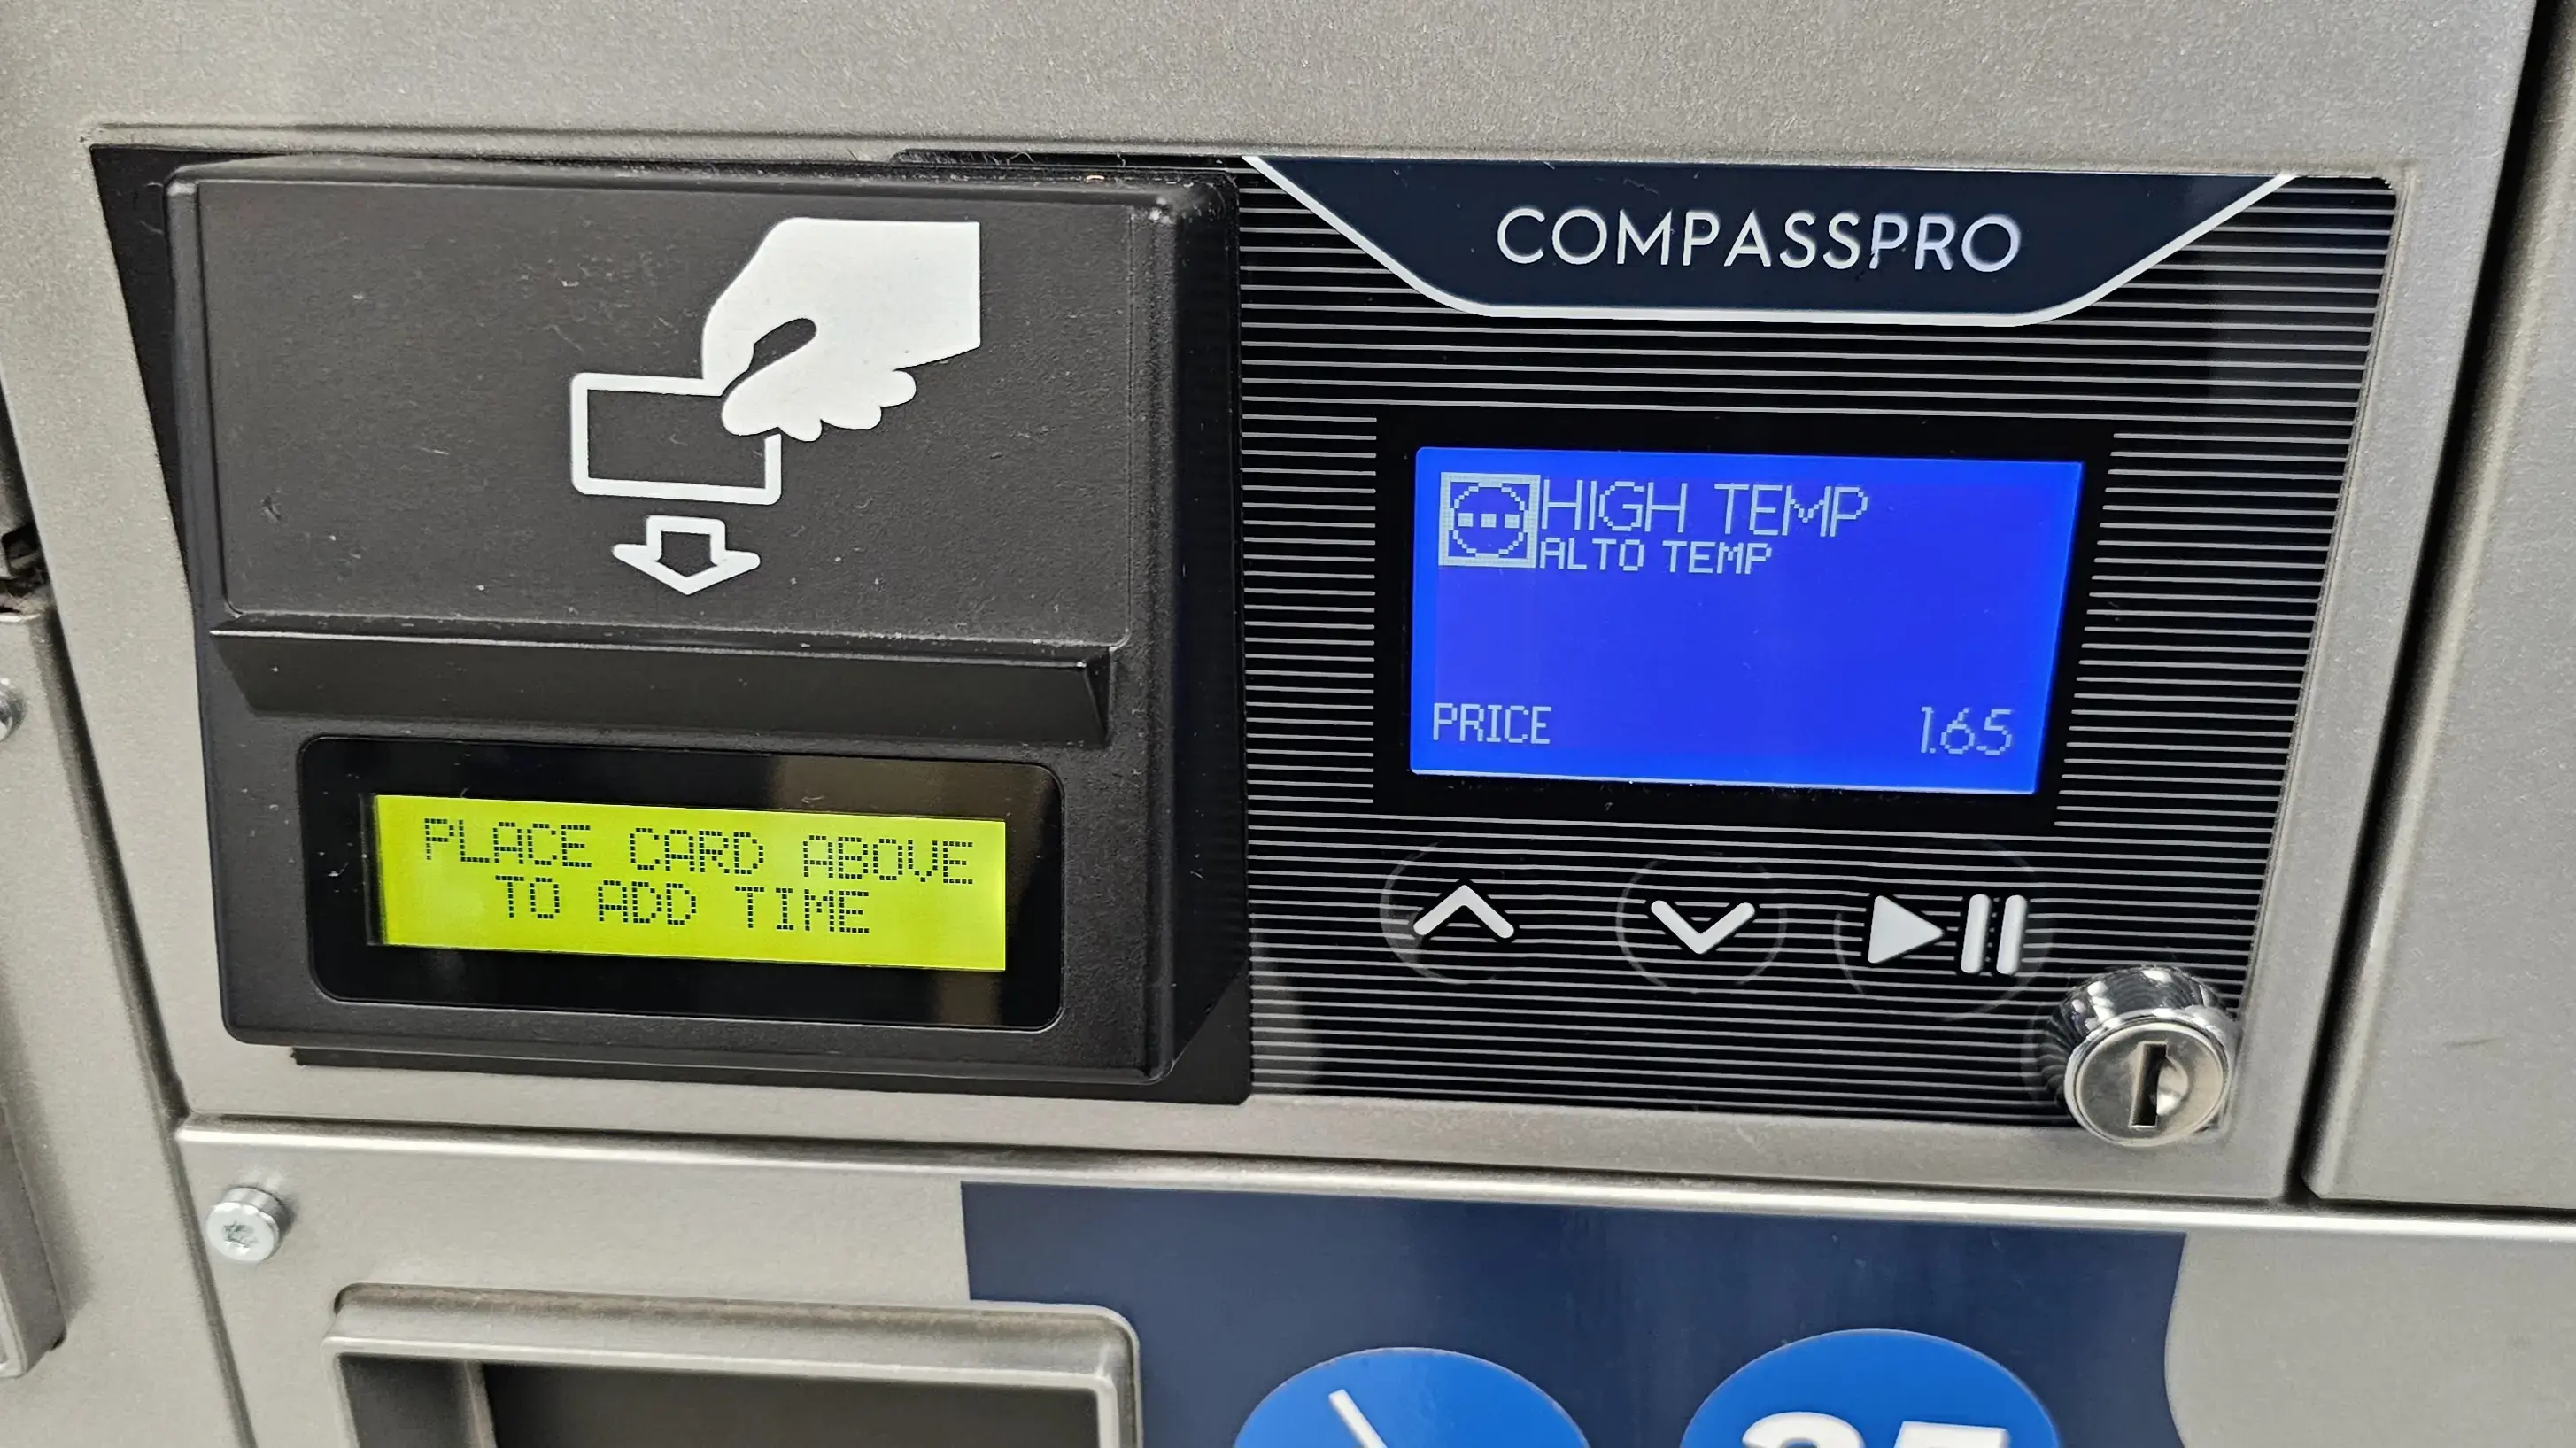 COMPASSPRO
HIGH TEMP
ALTO TEMP
PRICE 1.65
PLACE CARD ABOVE
TO ADD TIME